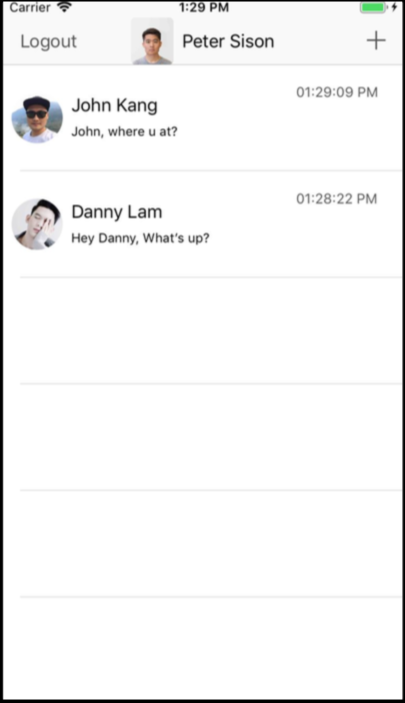 Carrier 1:29 PM
Logout Peter Sison +
01:29:09 PM
John Kang
John, where u at?
01:28:22 PM
Danny Lam
Hey Danny, What's up?